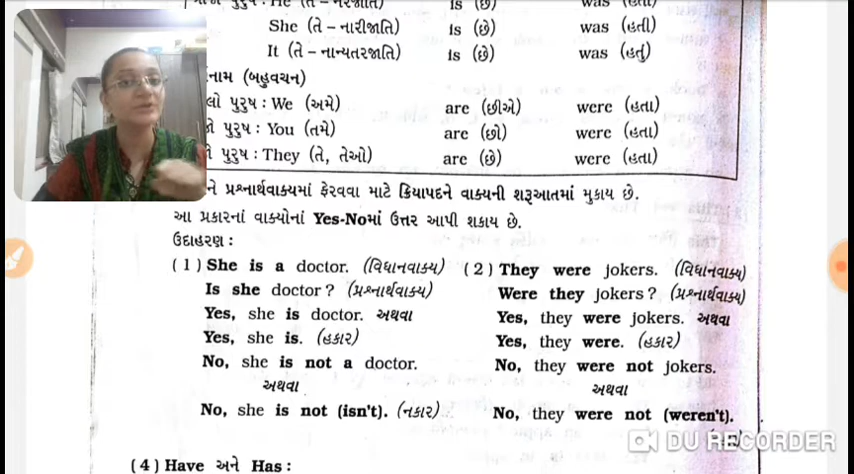 પુરુષ : He (તે - નરજાતિ) is (છે) was (હતો)
She (તે - નારીજાતિ) is (છે) was (હતી)
It (તે - નાન્યતરજાતિ) is (છે) was (હતું)
નામ (બહુવચન)
લો પુરુષ : We (અમે) are (છીએ) were (હતા)
પુરુષ : You (તમે) are (છો) were (હતા)
પુરુષ : They (તે, તેઓ) are (છે) were (હતા)
ને પ્રશ્નાર્થવાક્યમાં ફેરવવા માટે ક્રિયાપદને વાક્યની શરૂઆતમાં મુકાય છે.
આ પ્રકારનાં વાક્યોનાં Yes-Noમાં ઉત્તર આપી શકાય છે.
ઉદાહરણ :
(1) She is a doctor. (વિધાનવાક્ય) (2) They were jokers. (વિધાનવાક્ય)
Is she doctor? (પ્રશ્નાર્થવાક્ય) Were they jokers? (પ્રશ્નાર્થવાક્ય)
Yes, she is doctor. અથવા Yes, they were jokers. અથવા
Yes, she is. (હકાર) Yes, they were. (હકાર)
No, she is not a doctor. No, they were not jokers.
અથવા અથવા
No, she is not (isn't). (નકાર) No, they were not (weren't).
DU RECORDER
(4) Have અને Has :